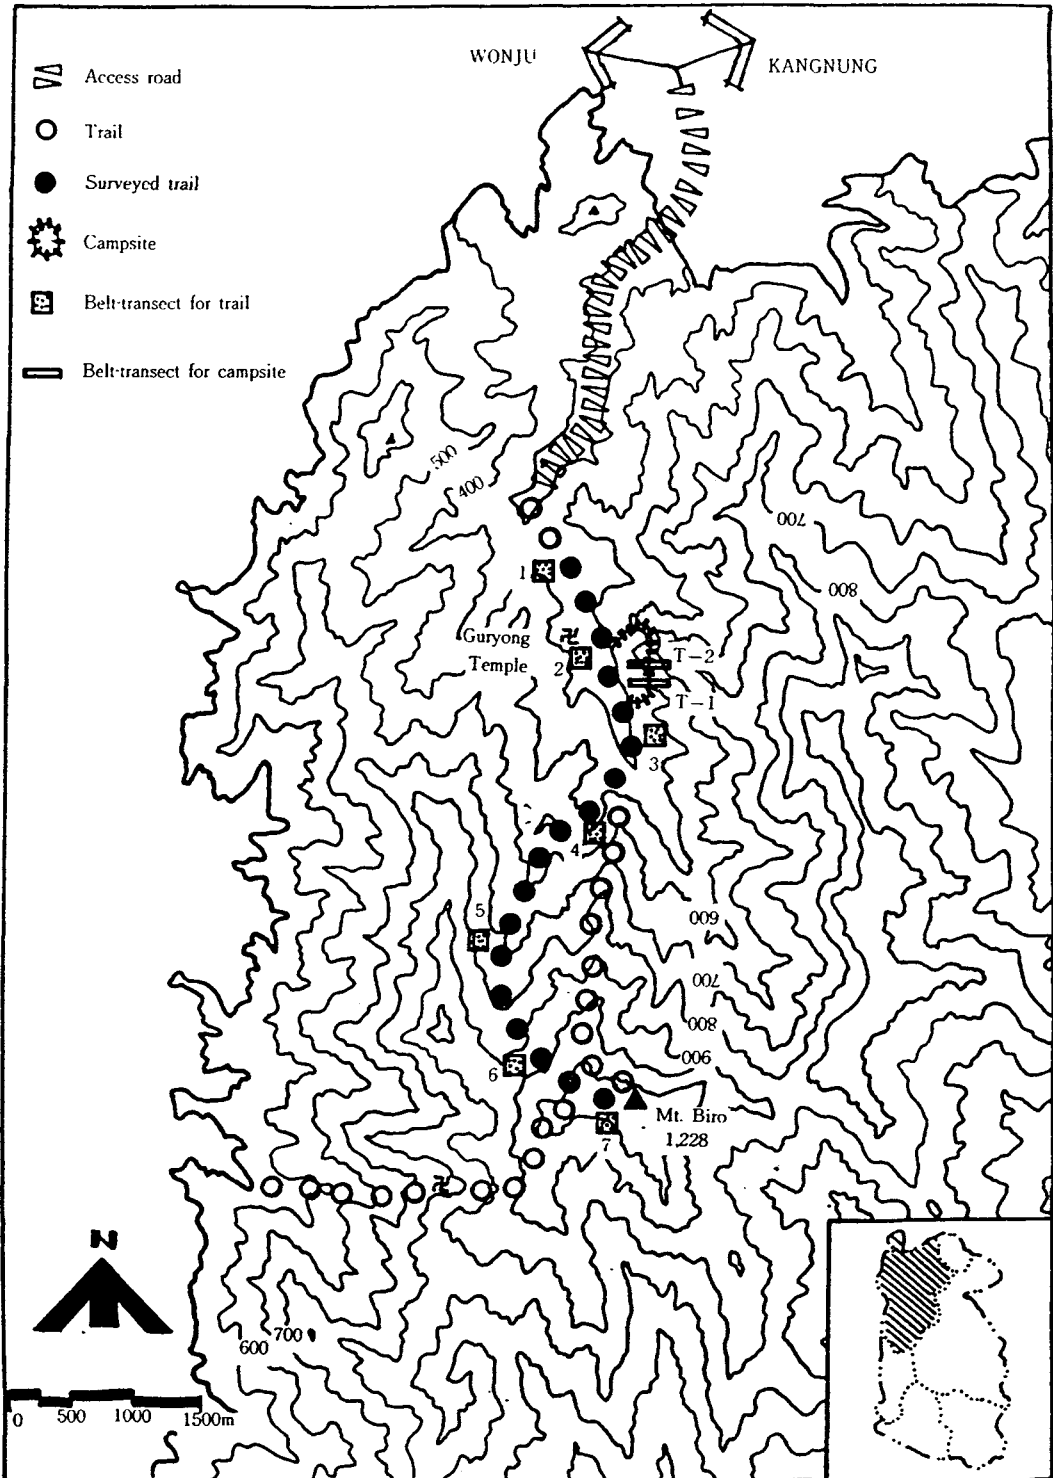 WONJU
KANGNUNG
Access road
Trail
Surveyed trail
Campsite
Belt-transect for trail
Belt-transect for campsite
500
400
700
800
1
Guryong
Temple
2
T-2
T-1
3
4
5
600
700
800
900
6
Mt. Biro
1,228
7
N
700
600
0 500 1000 1500m